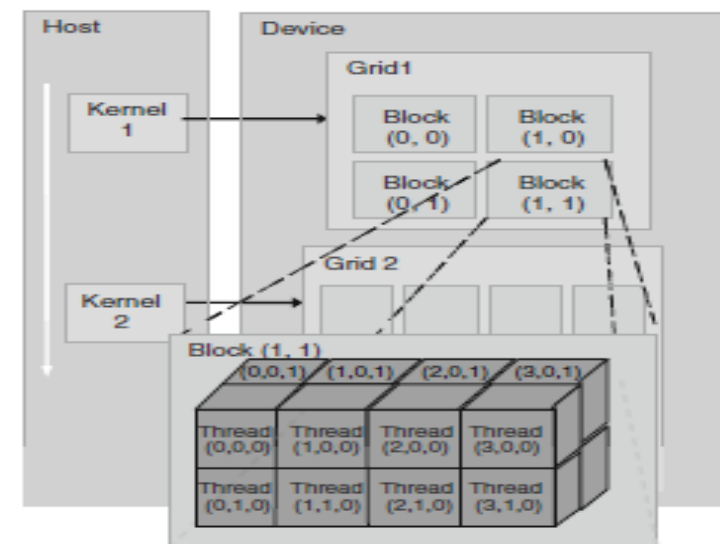 Host
Device
Grid1
Kernel
1
Block
(0, 0)
Block
(1, 0)
Block
(0, 1)
Block
(1, 1)
Grid 2
Kernel
2
Block (1, 1)
(0,0,1) (1,0,1) (2,0,1) (3,0,1)
Thread
(0,0,0)
Thread
(1,0,0)
Thread
(2,0,0)
Thread
(3,0,0)
Thread
(0,1,0)
Thread
(1,1,0)
Thread
(2,1,0)
Thread
(3,1,0)